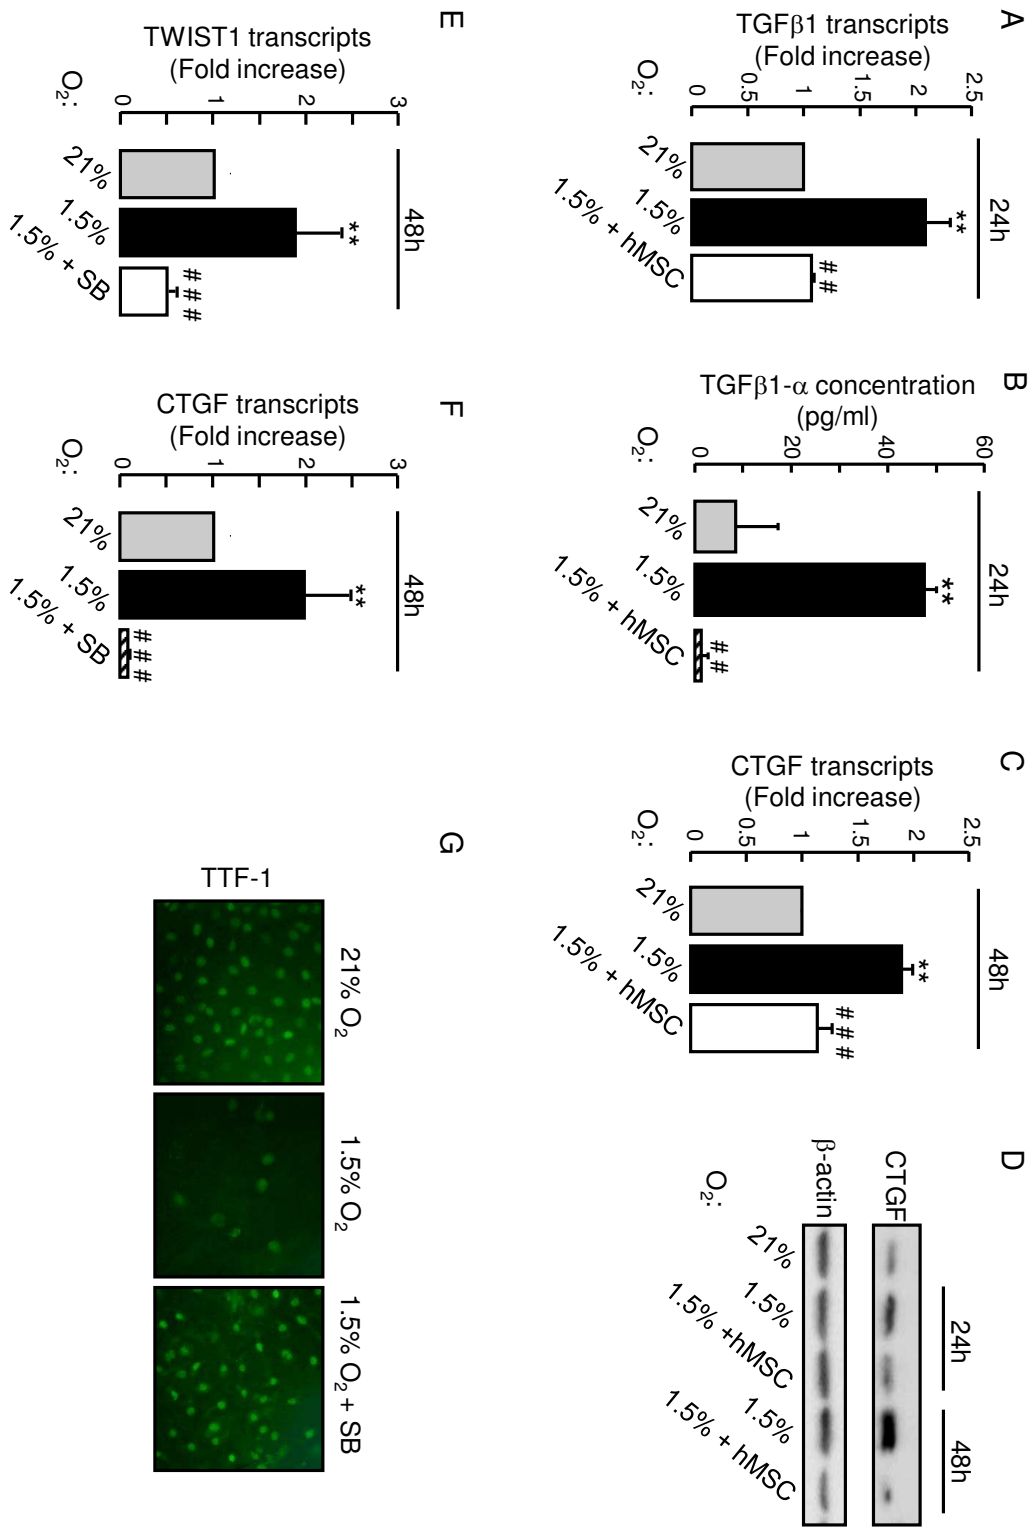 A
TGFβ1 transcripts
(Fold increase)
2.5
2
1.5
1
0.5
0
O2:
24h
**
##
21%
1.5%
1.5% + hMSC
B
TGFβ1-α concentration
(pg/ml)
60
40
20
0
O2:
24h
**
##
21%
1.5%
1.5% + hMSC
C
CTGF transcripts
(Fold increase)
2.5
2
1.5
1
0.5
0
O2:
48h
**
###
21%
1.5%
1.5% + hMSC
D
24h
48h
CTGF
β-actin
O2:
21%
1.5%
1.5% +hMSC
1.5%
1.5% + hMSC
E
TWIST1 transcripts
(Fold increase)
3
2
1
0
O2:
48h
**
###
21%
1.5%
1.5% + SB
F
CTGF transcripts
(Fold increase)
3
2
1
0
O2:
48h
**
###
21%
1.5%
1.5% + SB
G
21% O2
1.5% O2
1.5% O2 + SB
TTF-1